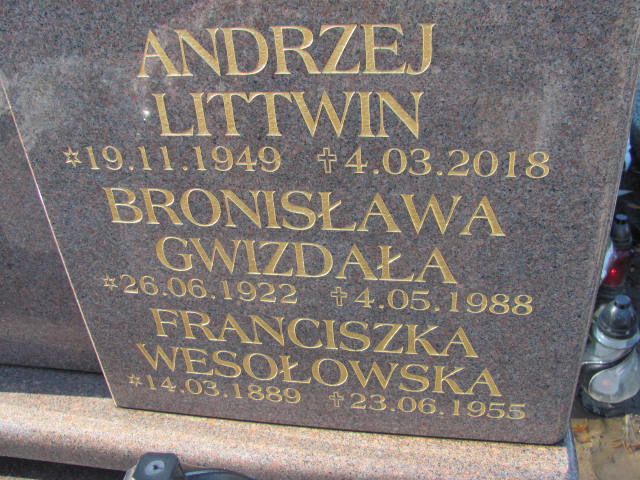 ANDRZEJ
LITTWIN
✡19.11.1949 ✝4.03.2018
BRONISŁAWA
GWIZDAŁA
✡26.06.1922 ✝4.05.1988
FRANCISZKA
WESOŁOWSKA
✡14.03.1889 ✝23.06.1955